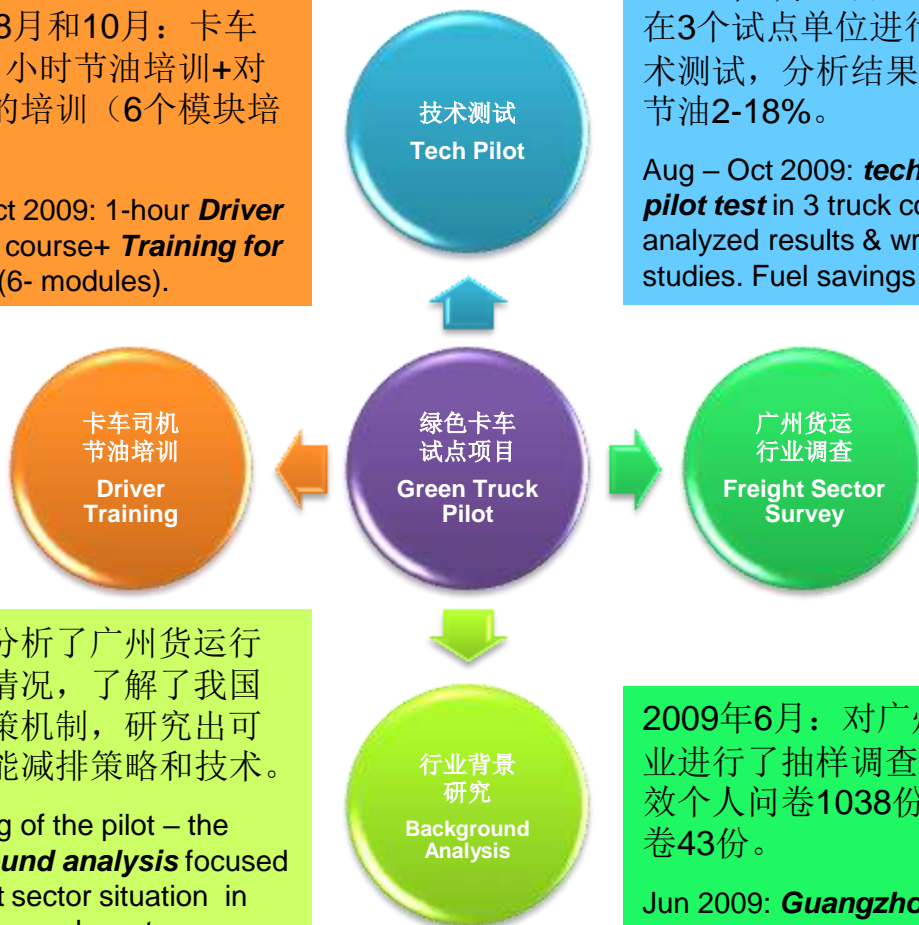 8月和10月：卡车
小时节油培训+对
的培训（6个模块培
ct 2009: 1-hour Driver
course+ Training for
(6- modules).
技术测试
Tech Pilot
在3个试点单位进行
术测试，分析结果
节油2-18%。
Aug – Oct 2009: tech
pilot test in 3 truck co
analyzed results & wr
studies. Fuel savings
卡车司机
节油培训
Driver
Training
绿色卡车
试点项目
Green Truck
Pilot
广州货运
行业调查
Freight Sector
Survey
分析了广州货运行
情况，了解了我国
策机制，研究出可
能减排策略和技术。
g of the pilot – the
und analysis focused
t sector situation in
行业背景
研究
Background
Analysis
2009年6月：对广州
业进行了抽样调查
效个人问卷1038份
卷43份。
Jun 2009: Guangzho